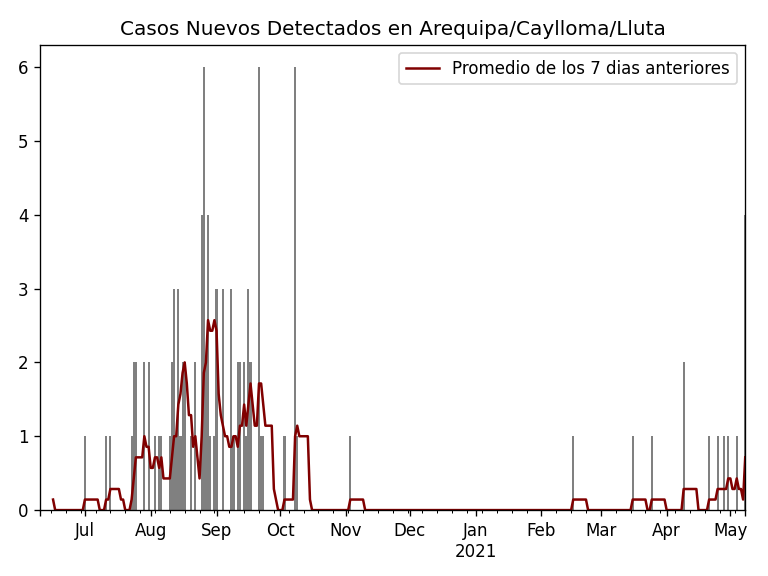 Casos Nuevos Detectados en Arequipa/Caylloma/Lluta
Promedio de los 7 dias anteriores
6
5
4
3
2
1
0
Jul Aug Sep Oct Nov Dec Jan Feb Mar Apr May
2021